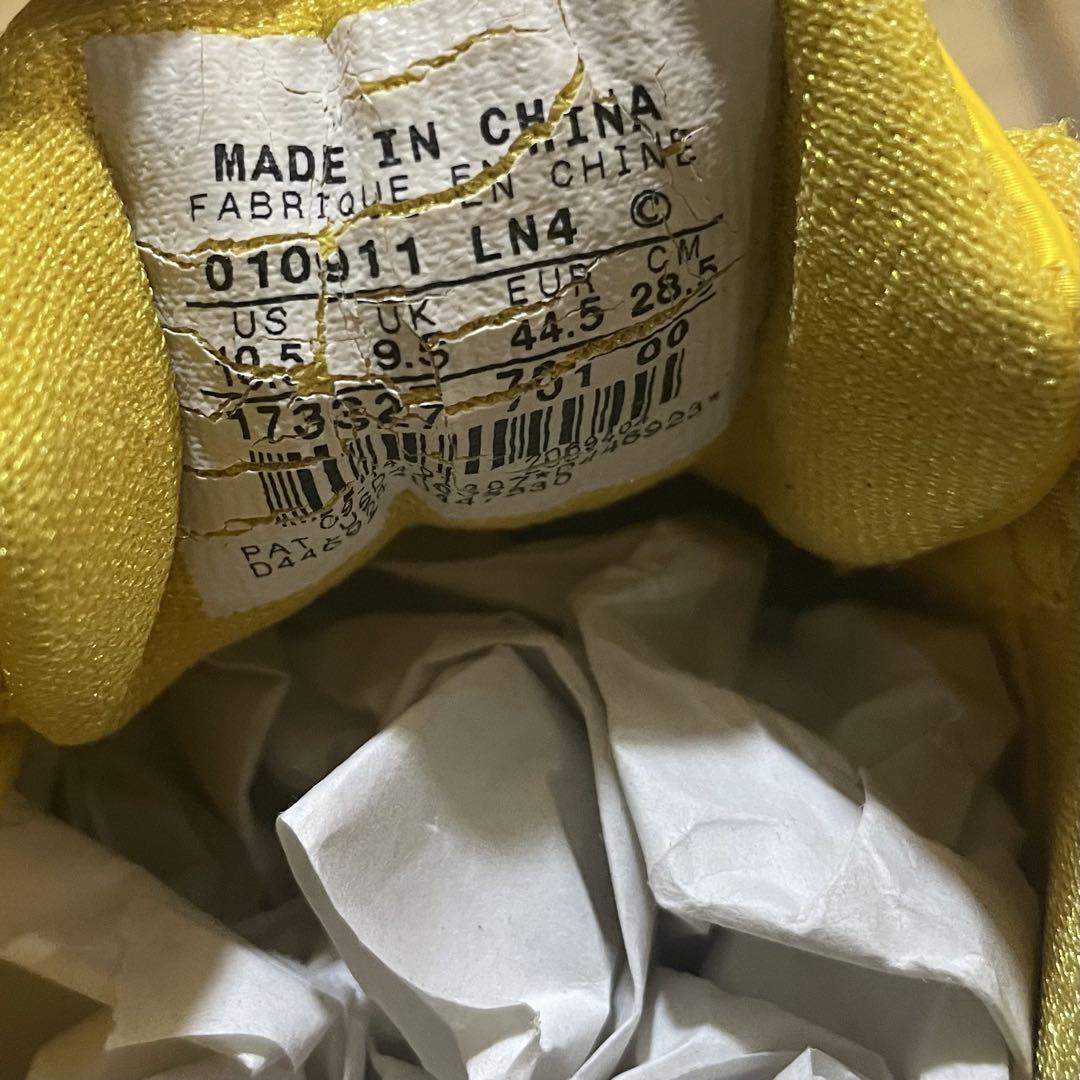 MADE IN CHINA
FABRIQUE EN CHINE
010911 LN4 ©
US UK EUR CM
10.5 9.5 44.5 28.5
173327 701 00
PAT